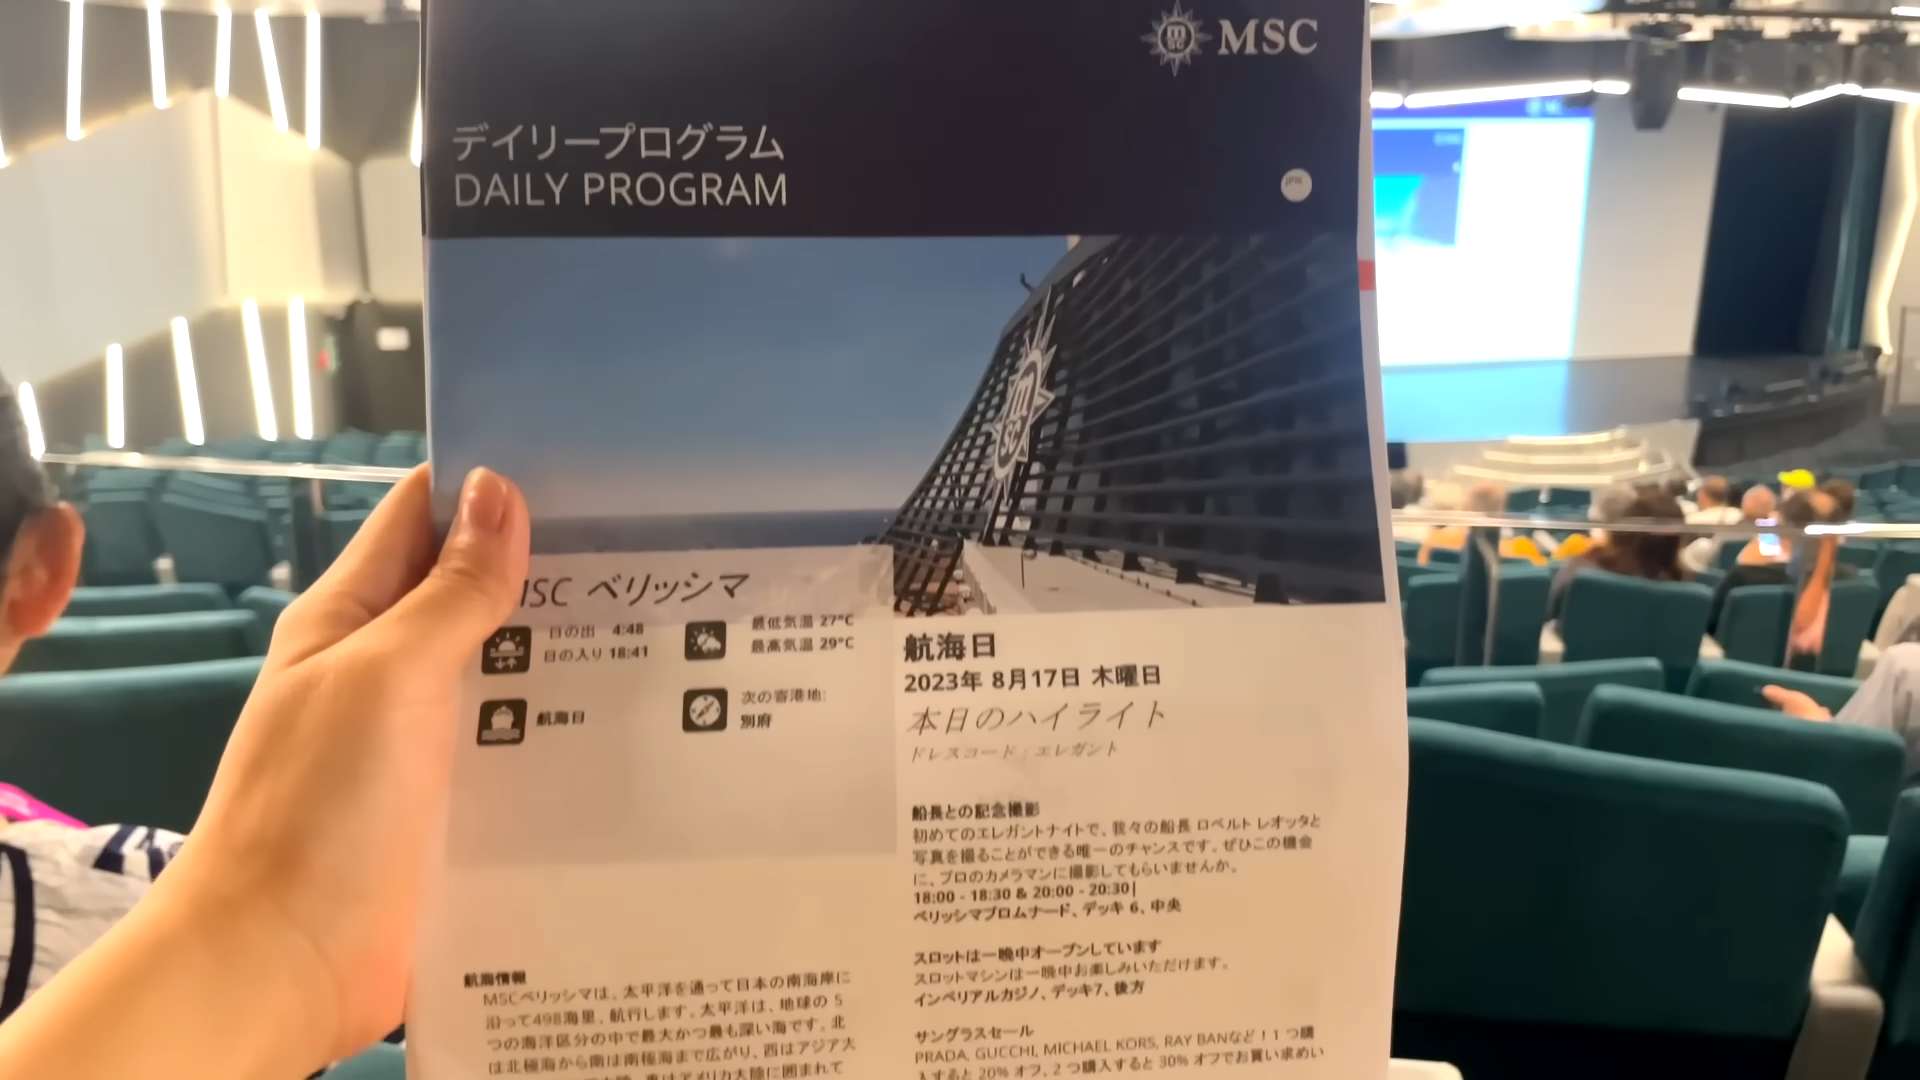 MSC
デイリープログラム
DAILY PROGRAM
JPN
m
sc
MSC ベリッシマ
日の出 4:48
日の入り 18:41
最低気温 27°C
最高気温 29°C
航海日
次の寄港地:
別府
航海日
2023年 8月17日 木曜日
本日のハイライト
ドレスコード : エレガント
船長との記念撮影
初めてのエレガントナイトで、我々の船長 ロベルト レオッタと
写真を撮ることができる唯一のチャンスです。ぜひこの機会
に、プロのカメラマンに撮影してもらいませんか。
18:00 - 18:30 & 20:00 - 20:30|
ベリッシマプロムナード、デッキ 6、中央
スロットは一晩中オープンしています
スロットマシンは一晩中お楽しみいただけます。
インペリアルカジノ、デッキ7、後方
サングラスセール
PRADA, GUCCHI, MICHAEL KORS, RAY BANなど！1 つ購
入すると 20% オフ、2 つ購入すると 30% オフでお買い求めい
航海情報
MSCベリッシマは、太平洋を通って日本の南海岸に
沿って498海里、航行します。太平洋は、地球の 5
つの海洋区分の中で最大かつ最も深い海です。北
は北極海から南は南極海まで広がり、西はアジア大
東はアメリカ大陸に囲まれて